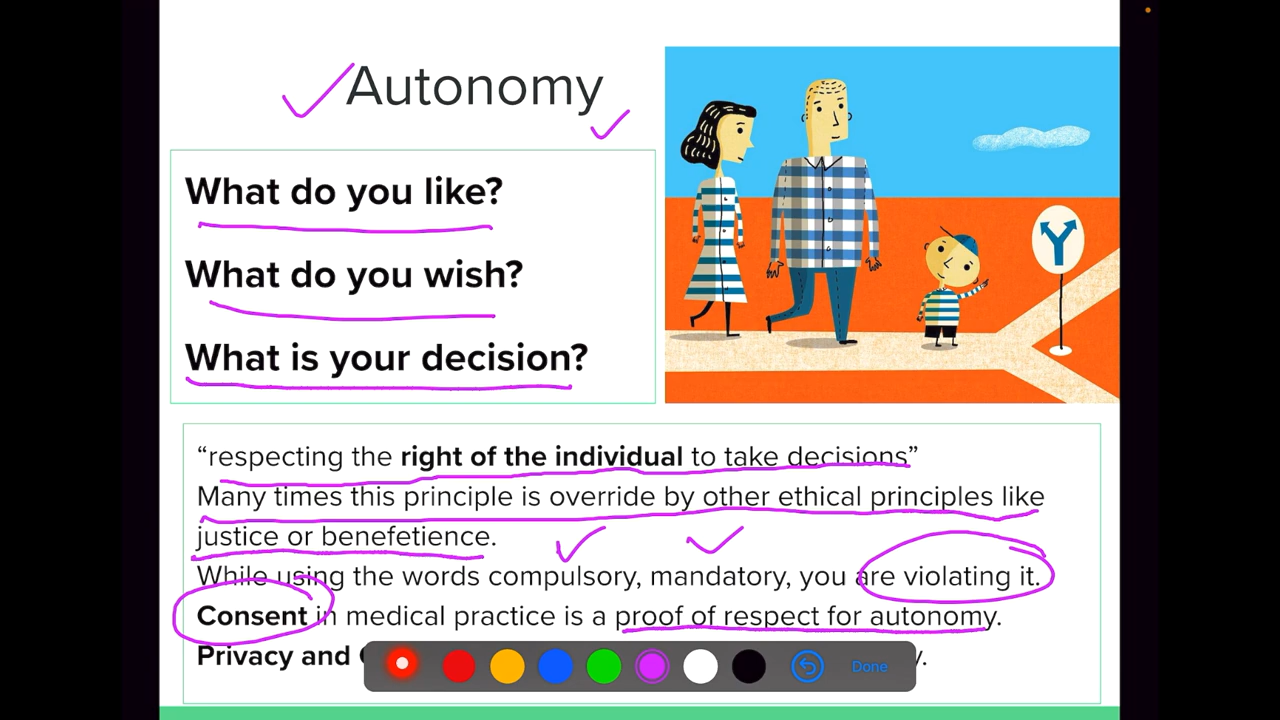 Autonomy
What do you like?
What do you wish?
What is your decision?
“respecting the right of the individual to take decisions”
Many times this principle is override by other ethical principles like
justice or benefetience.
While using the words compulsory, mandatory, you are violating it.
Consent in medical practice is a proof of respect for autonomy.
Privacy and
Done